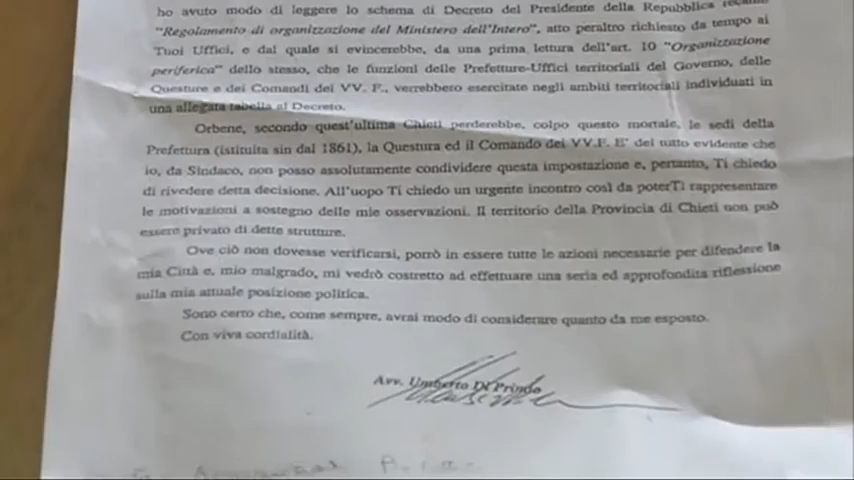 ho avuto modo di leggere lo schema di Decreto del Presidente della Repubblica recante
"Regolamento di organizzazione del Ministero dell'Intero", atto peraltro richiesto da tempo ai
Tuoi Uffici, e dal quale si evincerebbe, da una prima lettura dell'art. 10 "Organizzazione
periferica" dello stesso, che le funzioni delle Prefetture-Uffici territoriali del Governo, delle
Questure e dei Comandi dei VV. F., verrebbero esercitate negli ambiti territoriali individuati in
una allegata tabella al Decreto.
Orbene, secondo quest'ultima Chieti perderebbe, colpo questo mortale, le sedi della
Prefettura (istituita sin dal 1861), la Questura ed il Comando dei VV.F. E' del tutto evidente che
io, da Sindaco, non posso assolutamente condividere questa impostazione e, pertanto, Ti chiedo
di rivedere detta decisione. All'uopo Ti chiedo un urgente incontro così da poterTi rappresentare
le motivazioni a sostegno delle mie osservazioni. Il territorio della Provincia di Chieti non può
essere privato di dette strutture.
Ove ciò non dovesse verificarsi, porrò in essere tutte le azioni necessarie per difendere la
mia Città e, mio malgrado, mi vedrò costretto ad effettuare una seria ed approfondita riflessione
sulla mia attuale posizione politica.
Sono certo che, come sempre, avrai modo di considerare quanto da me esposto.
Con viva cordialità.
Avv. Umberto Di Primio